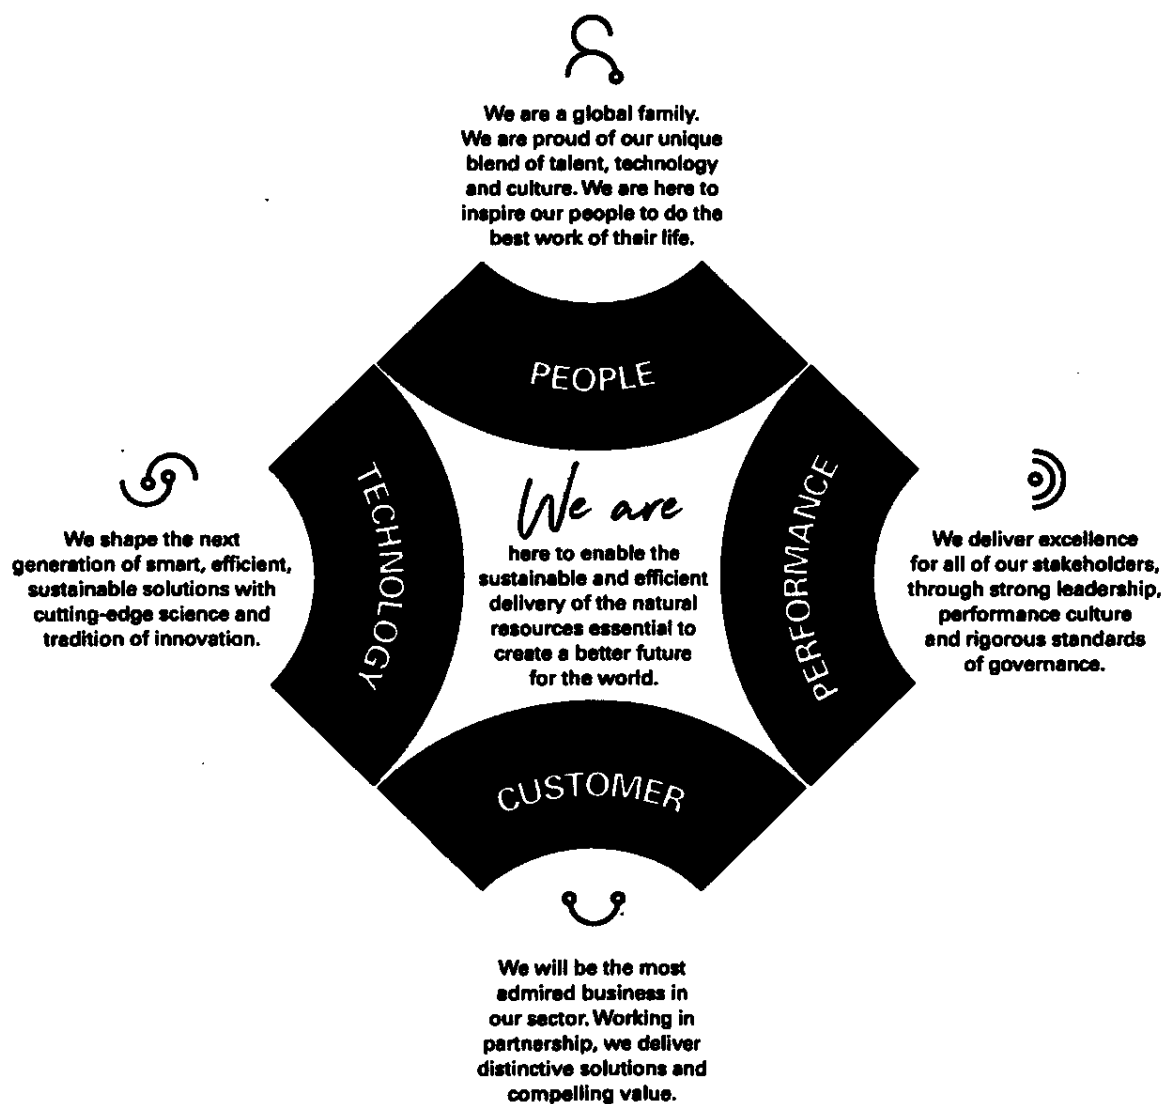 We are a global family.
We are proud of our unique
blend of talent, technology
and culture. We are here to
inspire our people to do the
best work of their life.
PEOPLE
TECHNOLOGY
We shape the next
generation of smart, efficient,
sustainable solutions with
cutting-edge science and
tradition of innovation.
We are
here to enable the
sustainable and efficient
delivery of the natural
resources essential to
create a better future
for the world.
PERFORMANCE
We deliver excellence
for all of our stakeholders,
through strong leadership,
performance culture
and rigorous standards
of governance.
CUSTOMER
We will be the most
admired business in
our sector. Working in
partnership, we deliver
distinctive solutions and
compelling value.